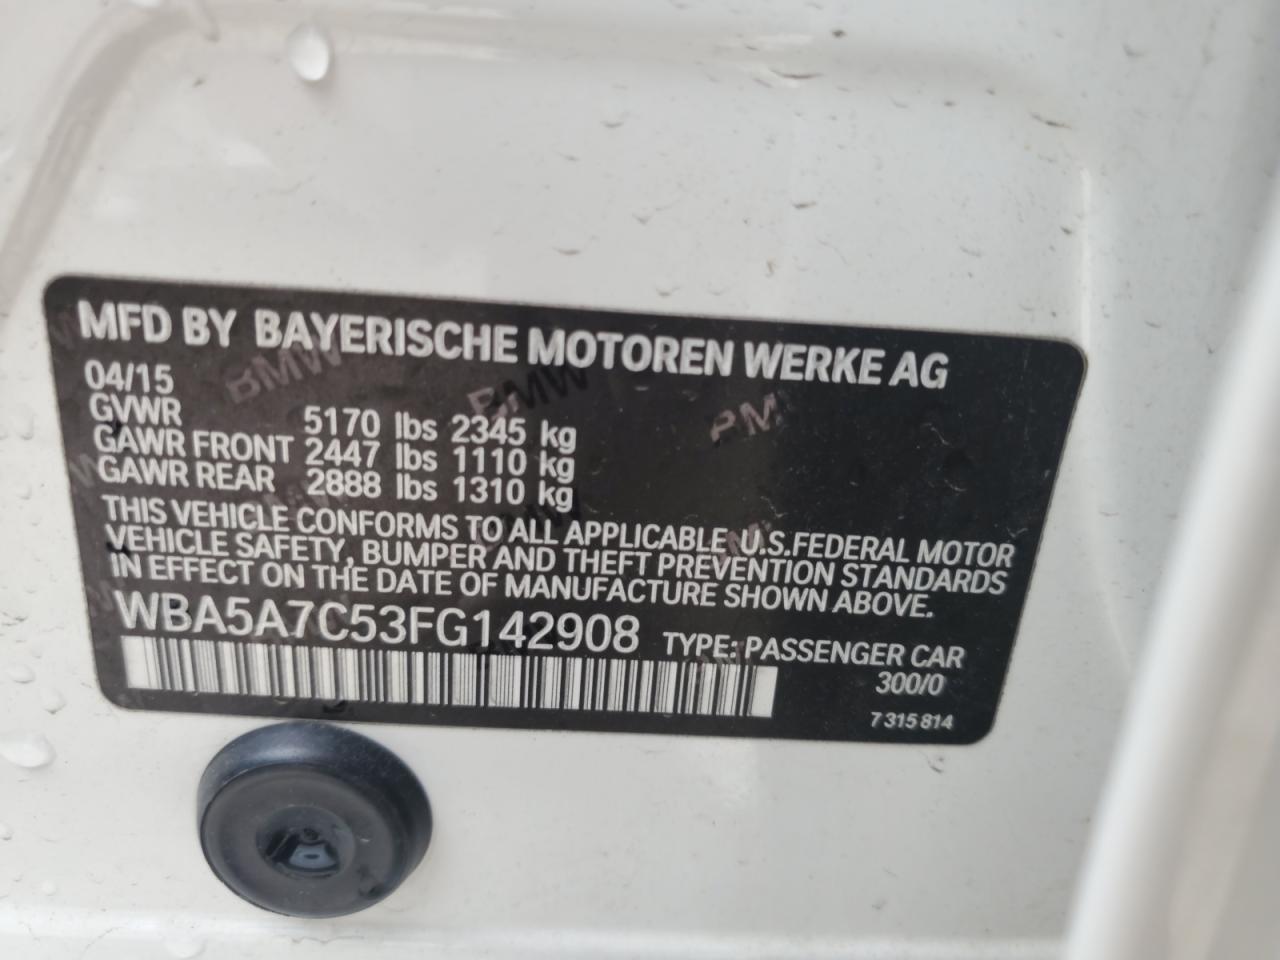 MFD BY BAYERISCHE MOTOREN WERKE AG
04/15
GVWR 5170 lbs 2345 kg
GAWR FRONT 2447 lbs 1110 kg
GAWR REAR 2888 lbs 1310 kg
THIS VEHICLE CONFORMS TO ALL APPLICABLE U.S.FEDERAL MOTOR
VEHICLE SAFETY, BUMPER AND THEFT PREVENTION STANDARDS
IN EFFECT ON THE DATE OF MANUFACTURE SHOWN ABOVE.
WBA5A7C53FG142908 TYPE: PASSENGER CAR
300/0
7 315 814
BMW
BMW